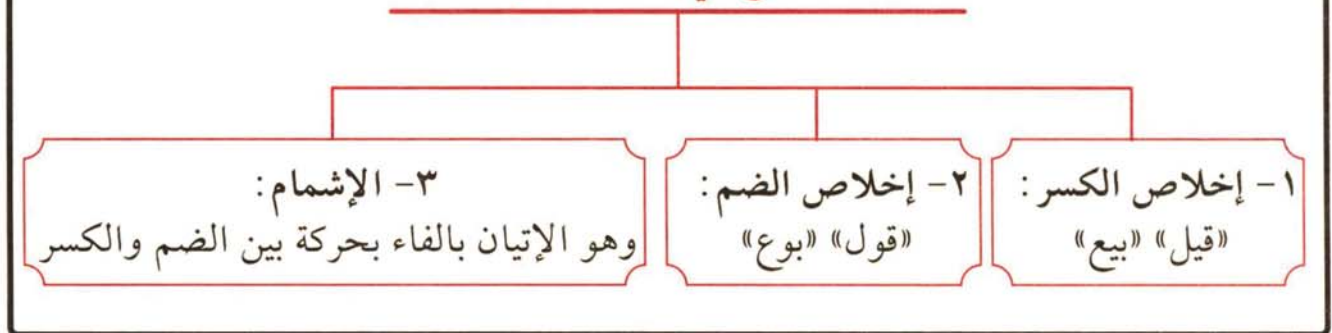 ١- إخلاص الكسر:
«قيل» «بيع»
٢- إخلاص الضم:
«قول» «بوع»
٣- الإشمام:
وهو الإتيان بالفاء بحركة بين الضم والكسر